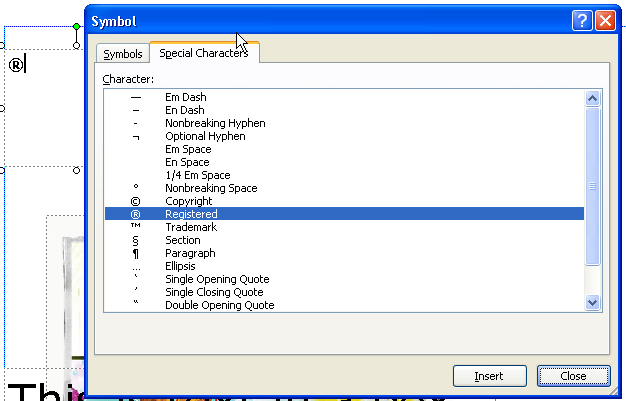 Symbol
®
Symbols Special Characters
Character:
— Em Dash
– En Dash
- Nonbreaking Hyphen
¬ Optional Hyphen
Em Space
En Space
1/4 Em Space
° Nonbreaking Space
© Copyright
® Registered
™ Trademark
§ Section
¶ Paragraph
... Ellipsis
‘ Single Opening Quote
’ Single Closing Quote
“ Double Opening Quote
Insert Close